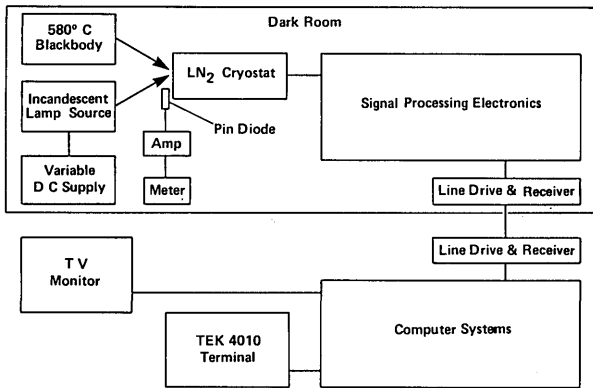 Dark Room
580° C
Blackbody
LN2 Cryostat
Signal Processing Electronics
Incandescent
Lamp Source
Pin Diode
Amp
Variable
D C Supply
Meter
Line Drive & Receiver
Line Drive & Receiver
T V
Monitor
Computer Systems
TEK 4010
Terminal